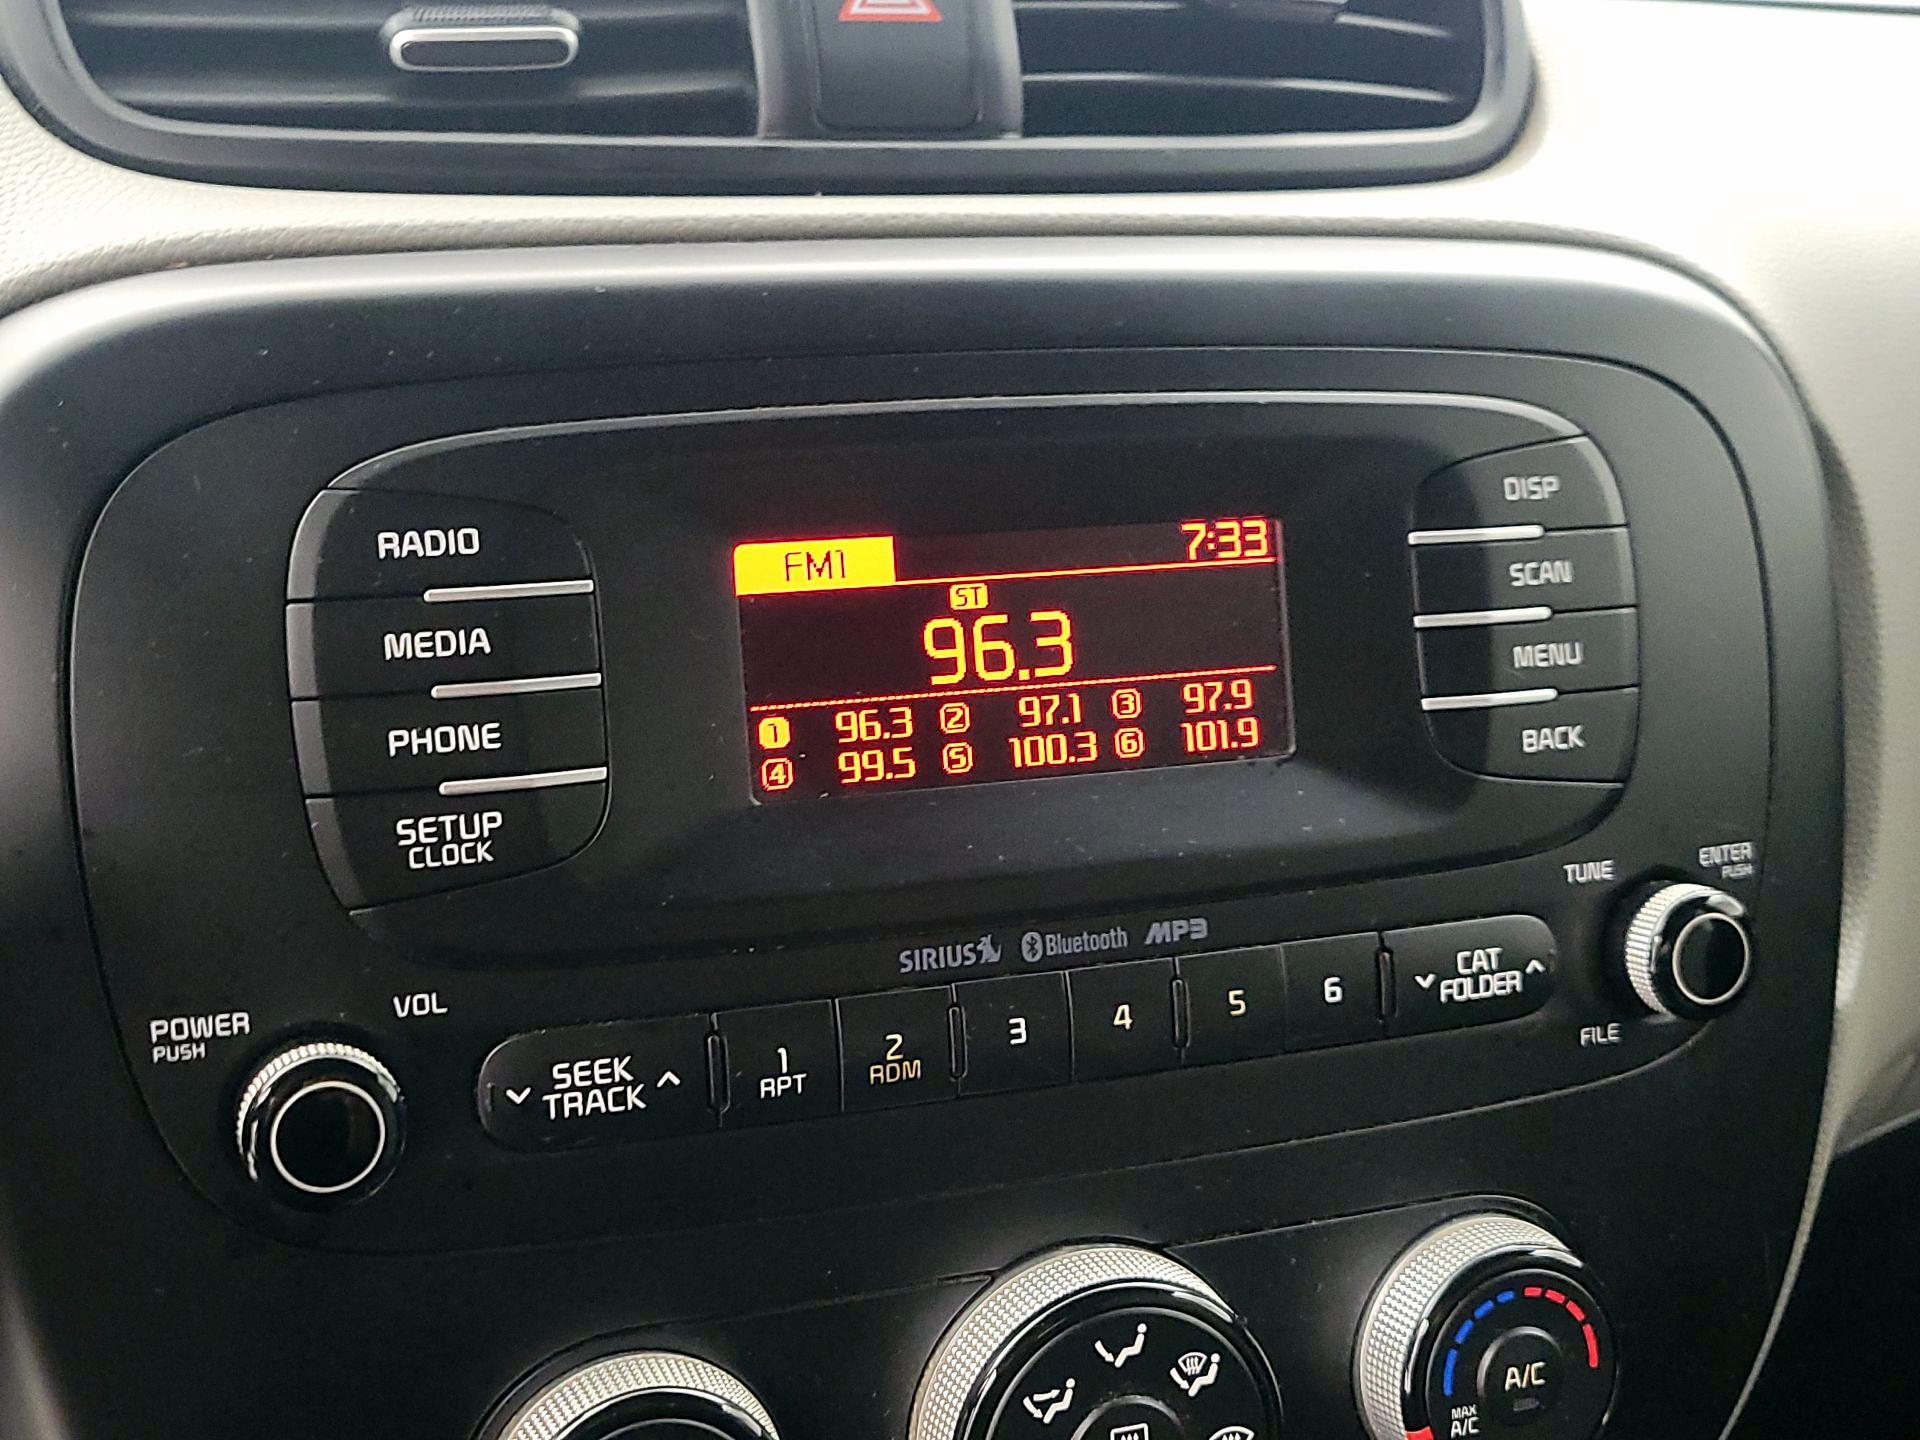 FM1 7:33
ST
96.3
1 96.3 2 97.1 3 97.9
4 99.5 5 100.3 6 101.9
RADIO
MEDIA
PHONE
SETUP
CLOCK
DISP
SCAN
MENU
BACK
TUNE
ENTER
PUSH
FILE
SIRIUS Bluetooth MP3
POWER
PUSH
VOL
SEEK
TRACK
1
RPT
2
RDM
3
4
5
6
CAT
FOLDER
A/C
MAX
A/C